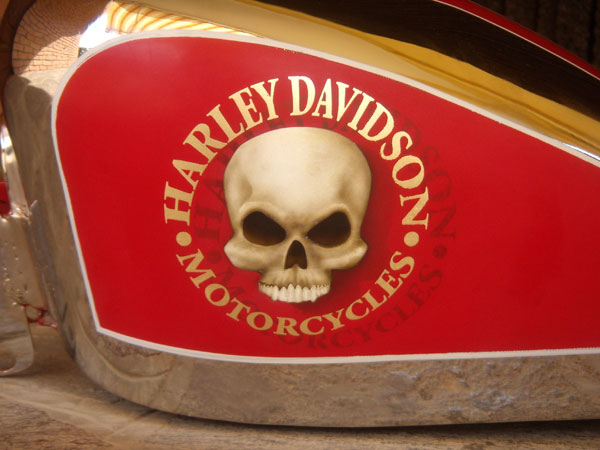 HARLEY DAVIDSON
• MOTORCYCLES •